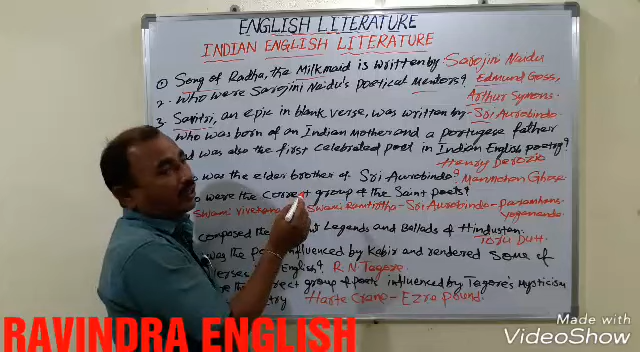 ENGLISH LITERATURE
INDIAN ENGLISH LITERATURE
① Song of Radha, the Milkmaid is written by- Sarojini Naidu
2. Who were Sarojini Naidu's poetical Mentors? Edmund Goss,
Arthur Symons
3. Savitri, an epic in blank verse, was written by- Sri Aurobindo
Who was born of an Indian Mother and a portugese father
was also the first celebrated poet in Indian English poetry?
Henry Derozio
was the elder brother of Sri Aurobindo? Manmohan Ghose
were the correct group of the Saint poets?
Swami Vivekana Swami Ramtirtha - Sri Aurobindo - Paramhans
Yogananda
composed the Legends and Ballads of Hindustan
Toru Dutt
was the poet influenced by Kabir and rendered some of
verses English? R.N Tagore
the correct group of poets influenced by Tagore's Mysticism
Harte Crane - Ezra Pound.
RAVINDRA ENGLISH
Made with
VideoShow